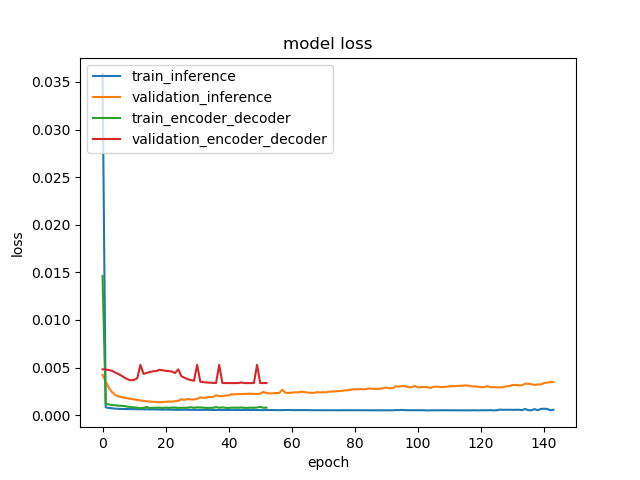 model loss
train_inference
validation_inference
train_encoder_decoder
validation_encoder_decoder
loss
0.035
0.030
0.025
0.020
0.015
0.010
0.005
0.000
0 20 40 60 80 100 120 140
epoch